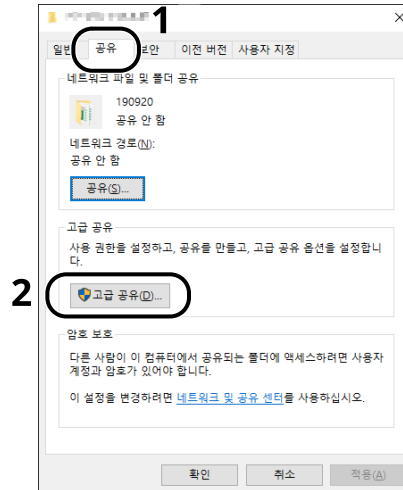 1
일반 공유 보안 이전 버전 사용자 지정
네트워크 파일 및 폴더 공유
190920
공유 안 함
네트워크 경로(N):
공유 안 함
공유(S)...
고급 공유
사용 권한을 설정하고, 공유를 만들고, 고급 공유 옵션을 설정합니
다.
2
고급 공유(D)...
암호 보호
다른 사람이 이 컴퓨터에서 공유되는 폴더에 액세스하려면 사용자
계정과 암호가 있어야 합니다.
이 설정을 변경하려면 네트워크 및 공유 센터를 사용하십시오.
확인 취소 적용(A)